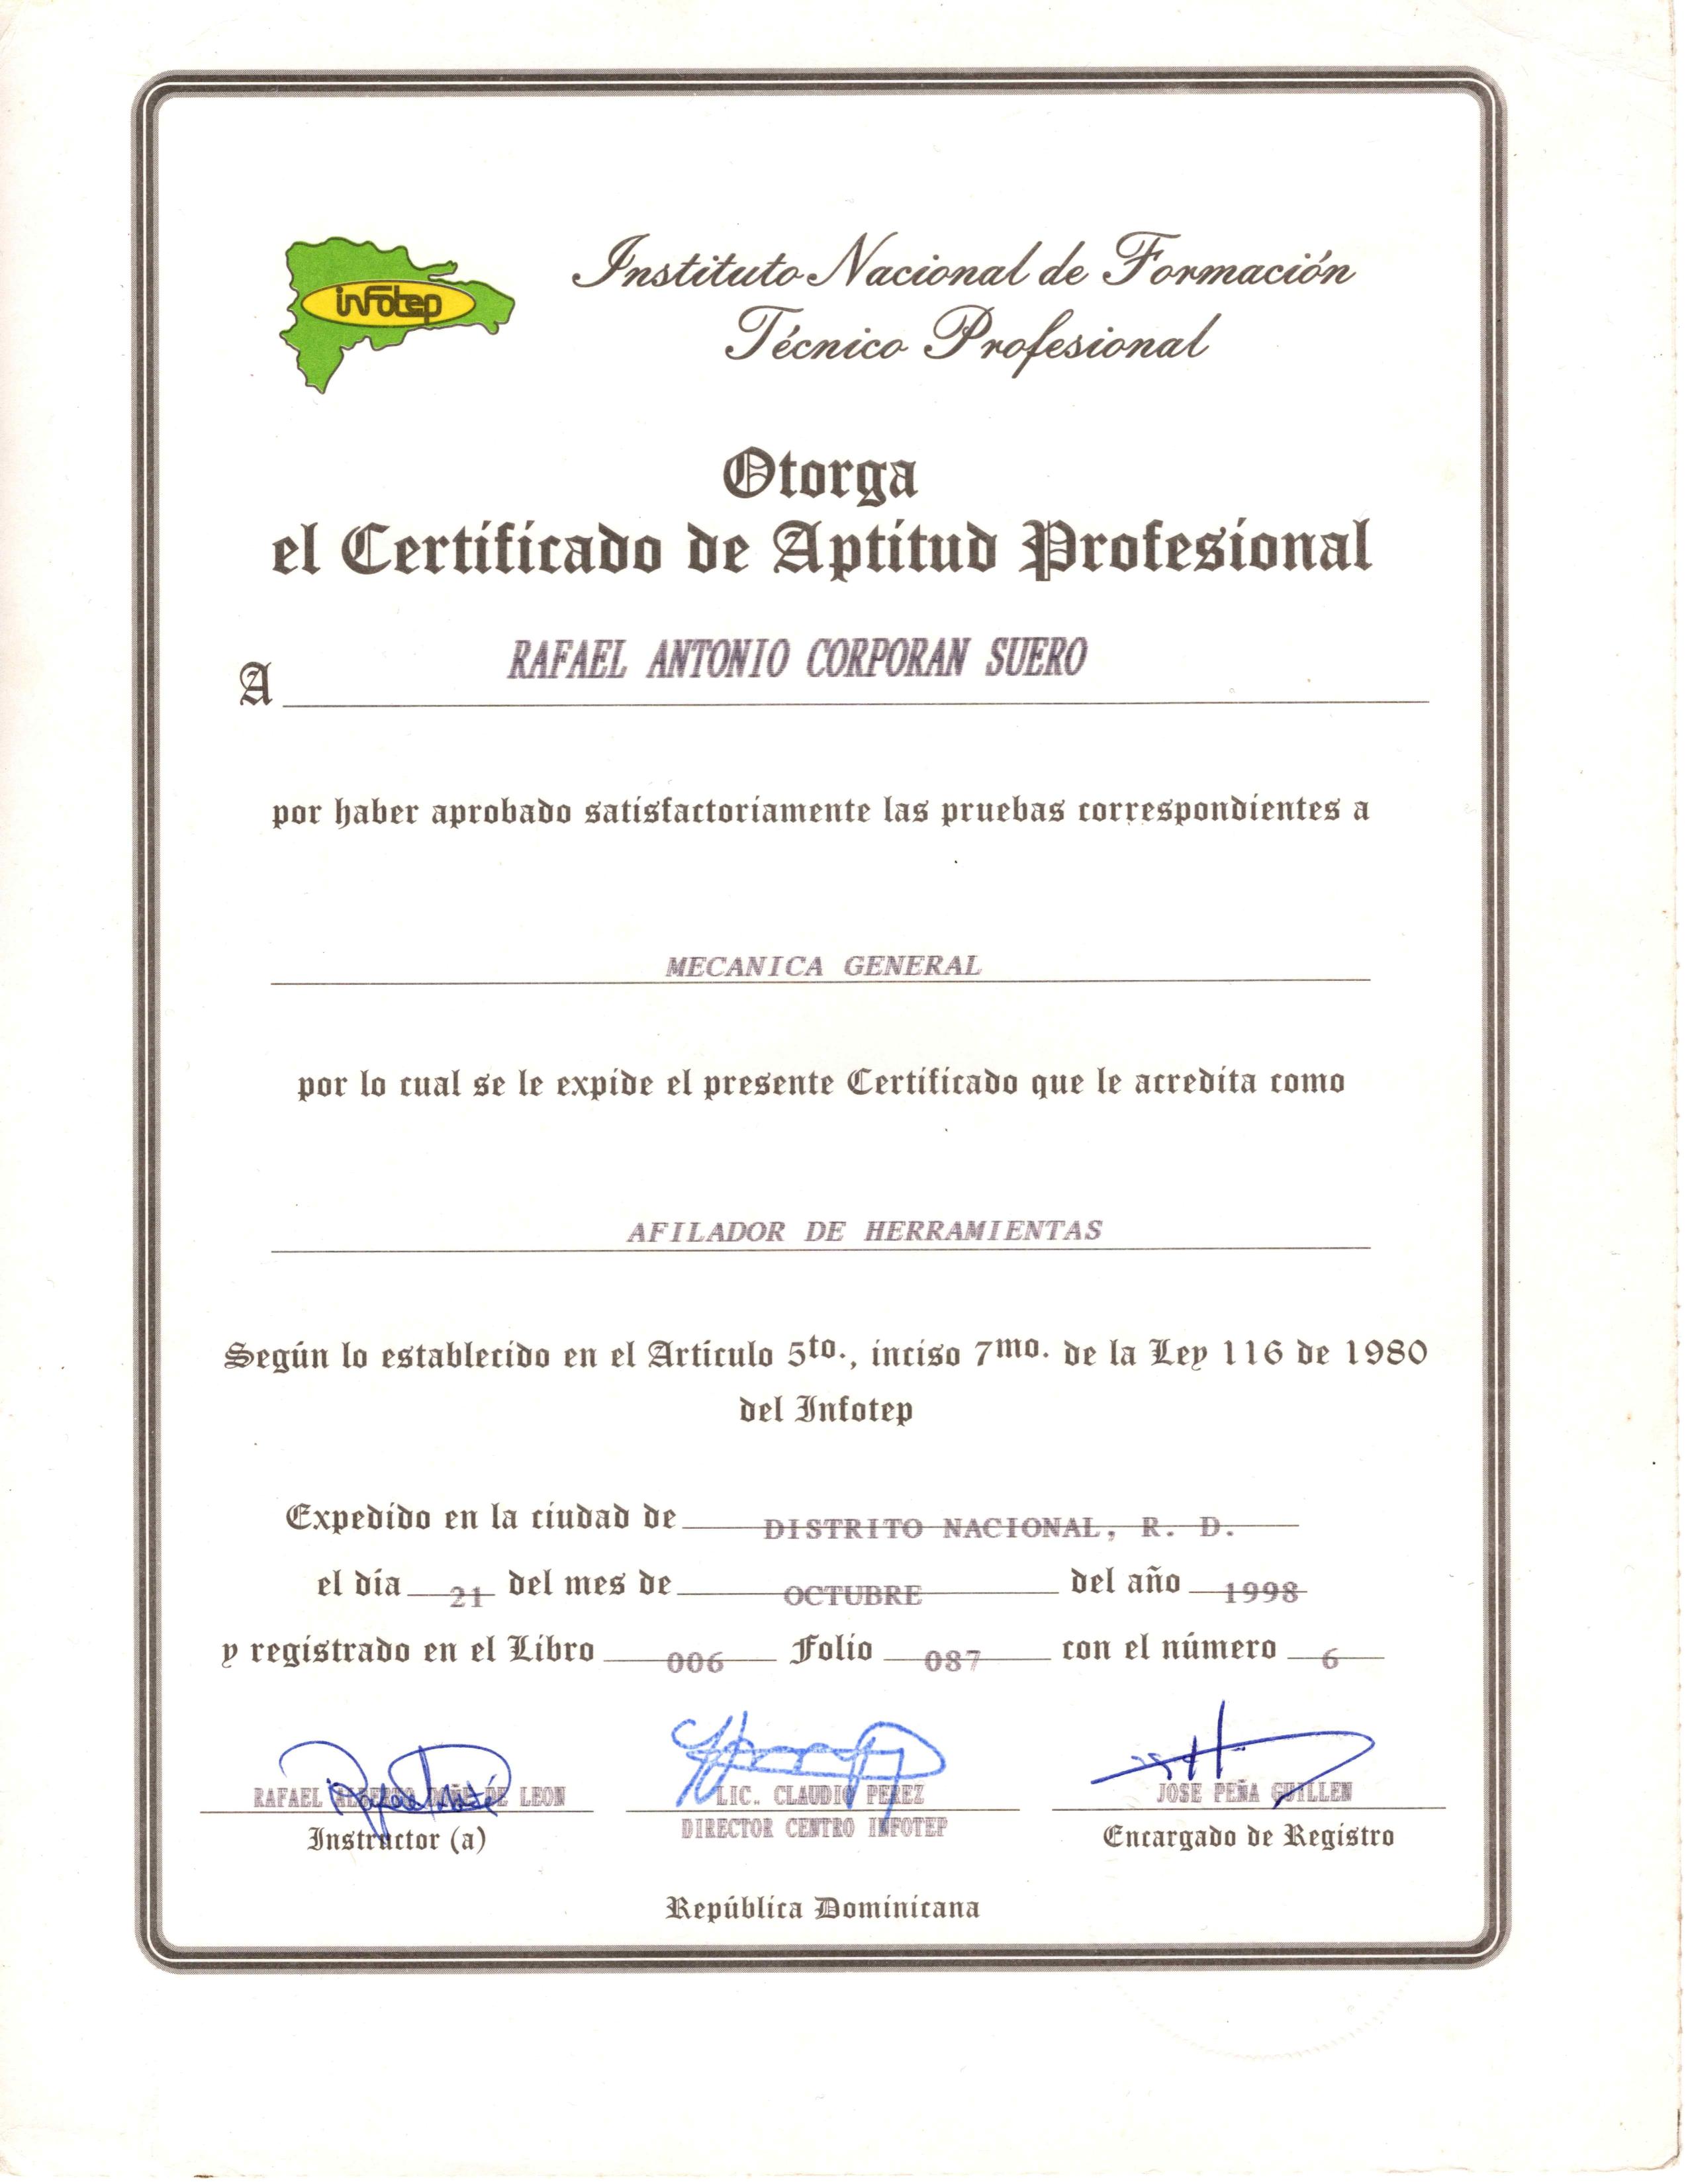 infotep
Instituto Nacional de Formación
Técnico Profesional
Otorga
el Certificado de Aptitud Profesional
A RAFAEL ANTONIO CORPORAN SUERO
por haber aprobado satisfactoriamente las pruebas correspondientes a
MECANICA GENERAL
por lo cual se le expide el presente Certificado que le acredita como
AFILADOR DE HERRAMIENTAS
Según lo establecido en el Artículo 5to., inciso 7mo. de la Ley 116 de 1980
del Infotep
Expedido en la ciudad de DISTRITO NACIONAL, R. D.
el día 21 del mes de OCTUBRE del año 1998
y registrado en el Libro 006 Folio 087 con el número 6
RAFAEL ALBERTO DE LEON LIC. CLAUDIO PEREZ JOSE PEÑA GUILLEN
Instructor (a) DIRECTOR CENTRO INFOTEP Encargado de Registro
República Dominicana